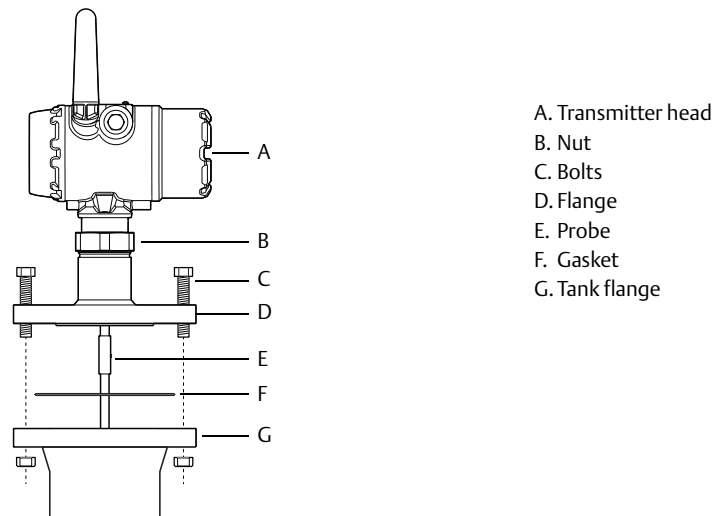 A
B
C
D
E
F
G
A. Transmitter head
B. Nut
C. Bolts
D. Flange
E. Probe
F. Gasket
G. Tank flange